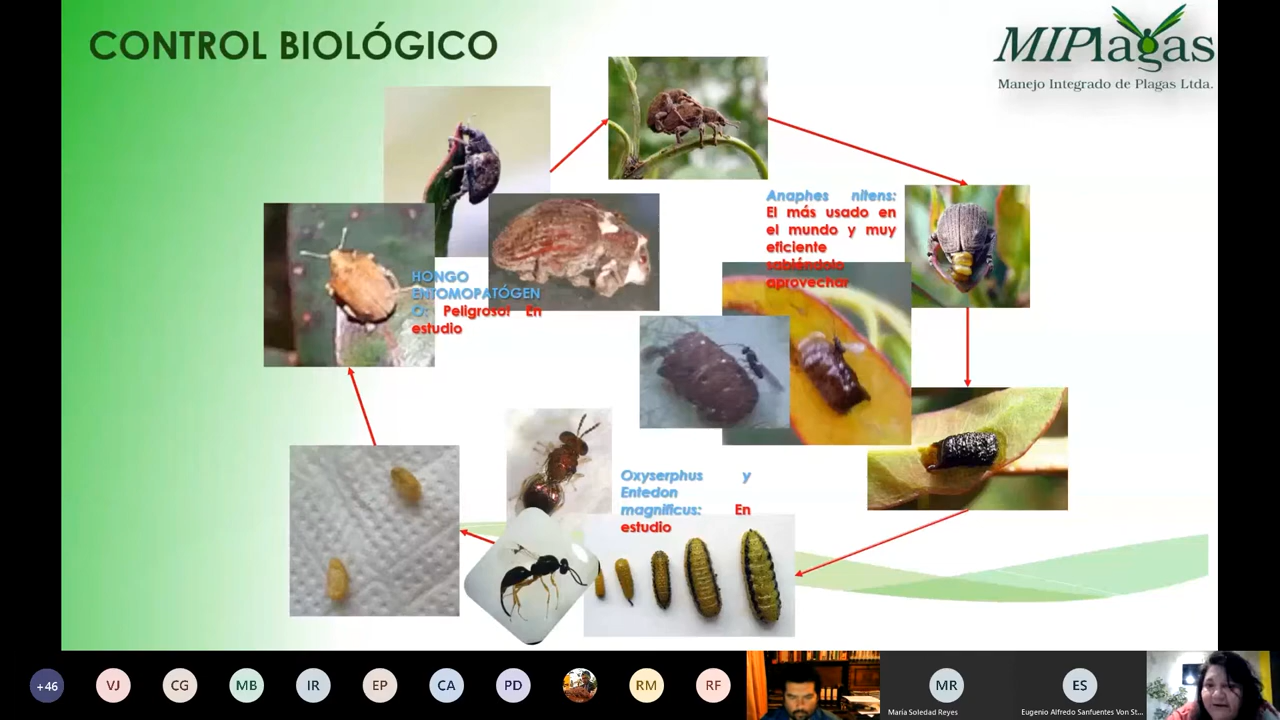 CONTROL BIOLÓGICO
MIPlagas
Manejo Integrado de Plagas Ltda.
Anaphes nitens:
El más usado en
el mundo y muy
eficiente
sabiéndolo
aprovechar
HONGO
ENTOMOPATÓGEN
O: Peligroso! En
estudio
Oxyserphus y
Entedon
magnificus: En
estudio
+46
VJ
CG
MB
IR
EP
CA
PD
RM
RF
MR
María Soledad Reyes
ES
Eugenio Alfredo Sanfuentes Von St...